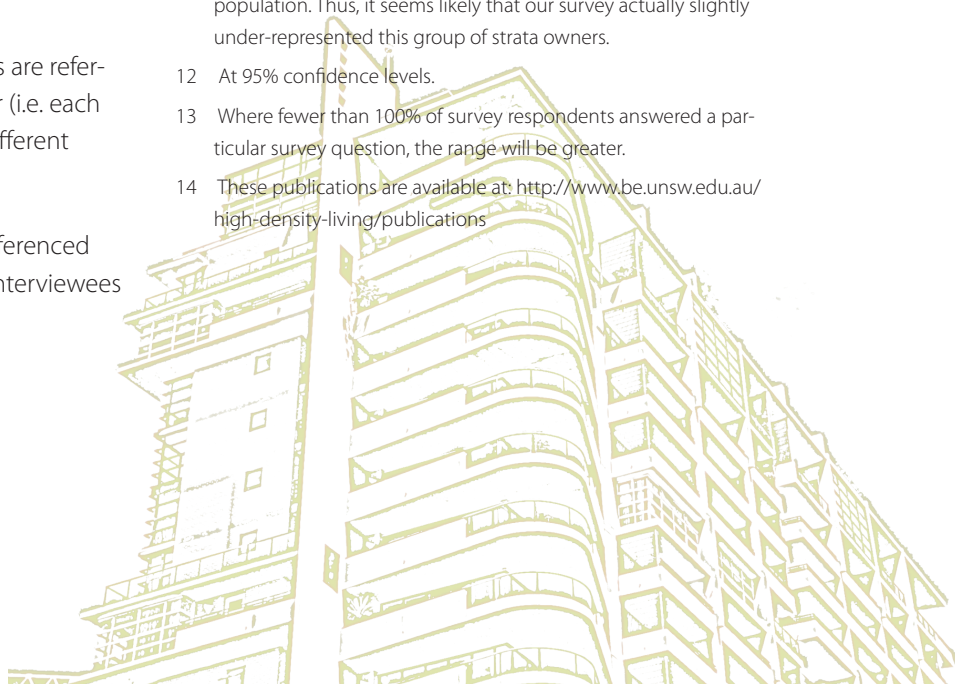 s are refer-
r (i.e. each
fferent
ferenced
nterviewees
population. Thus, it seems likely that our survey actually slightly
under-represented this group of strata owners.
12 At 95% confidence levels.
13 Where fewer than 100% of survey respondents answered a par-
ticular survey question, the range will be greater.
14 These publications are available at: http://www.be.unsw.edu.au/
high-density-living/publications